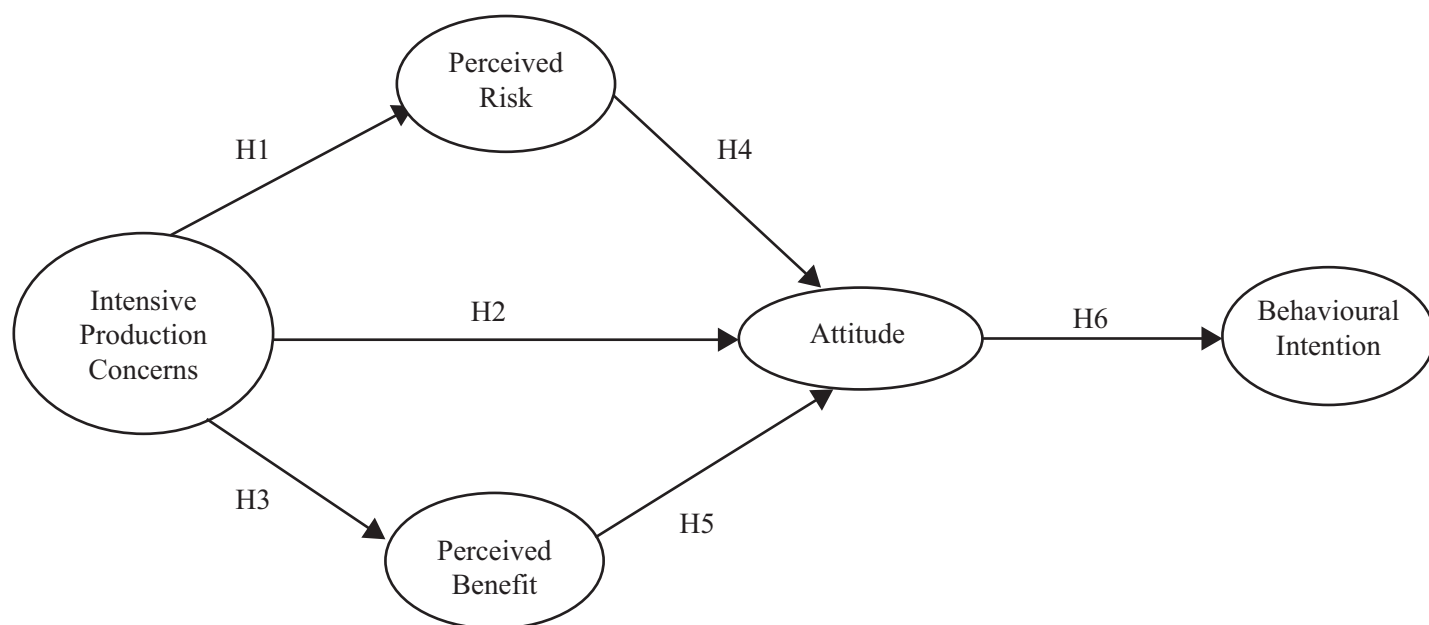 Perceived
Risk
H1
H4
Intensive
Production
Concerns
H2
Attitude
H6
Behavioural
Intention
H3
H5
Perceived
Benefit